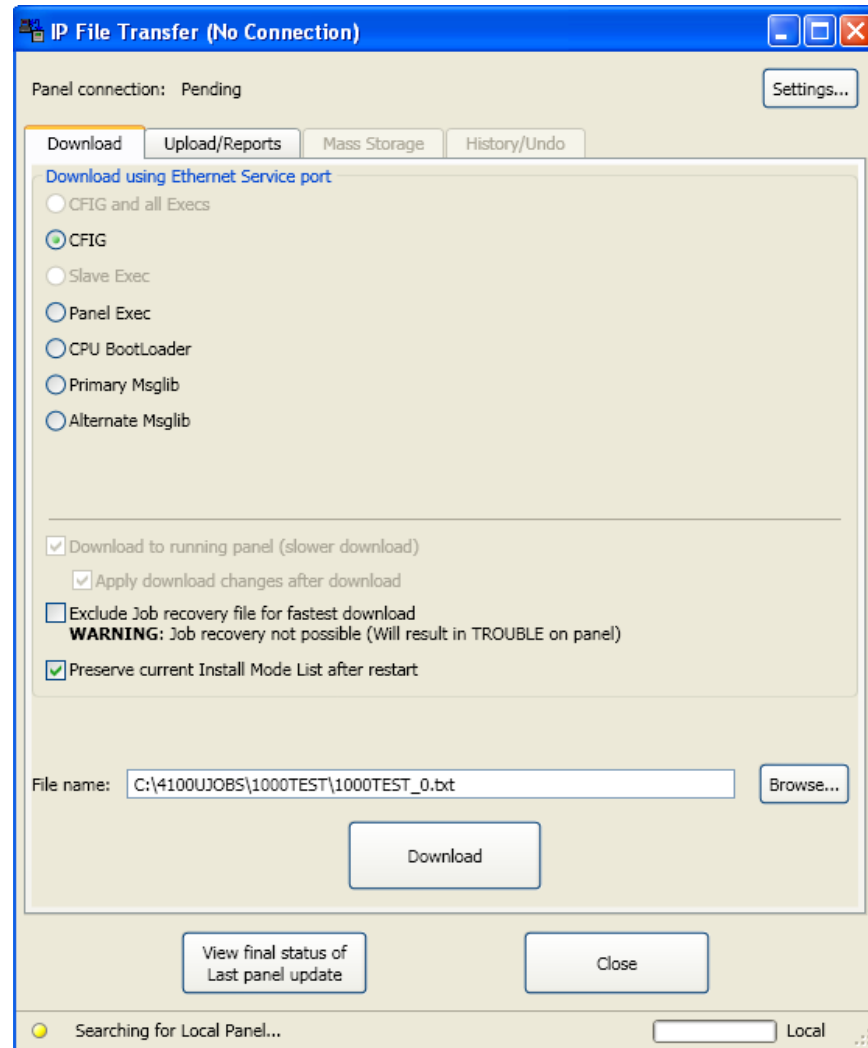 IP File Transfer (No Connection)
Panel connection: Pending
Settings...
Download
Upload/Reports
Mass Storage
History/Undo
Download using Ethernet Service port
CFIG and all Execs
CFIG
Slave Exec
Panel Exec
CPU BootLoader
Primary Msglib
Alternate Msglib
Download to running panel (slower download)
Apply download changes after download
Exclude Job recovery file for fastest download
WARNING: Job recovery not possible (Will result in TROUBLE on panel)
Preserve current Install Mode List after restart
File name: C:\4100UJOBS\1000TEST\1000TEST_0.txt
Browse...
Download
View final status of
Last panel update
Close
Searching for Local Panel...
Local